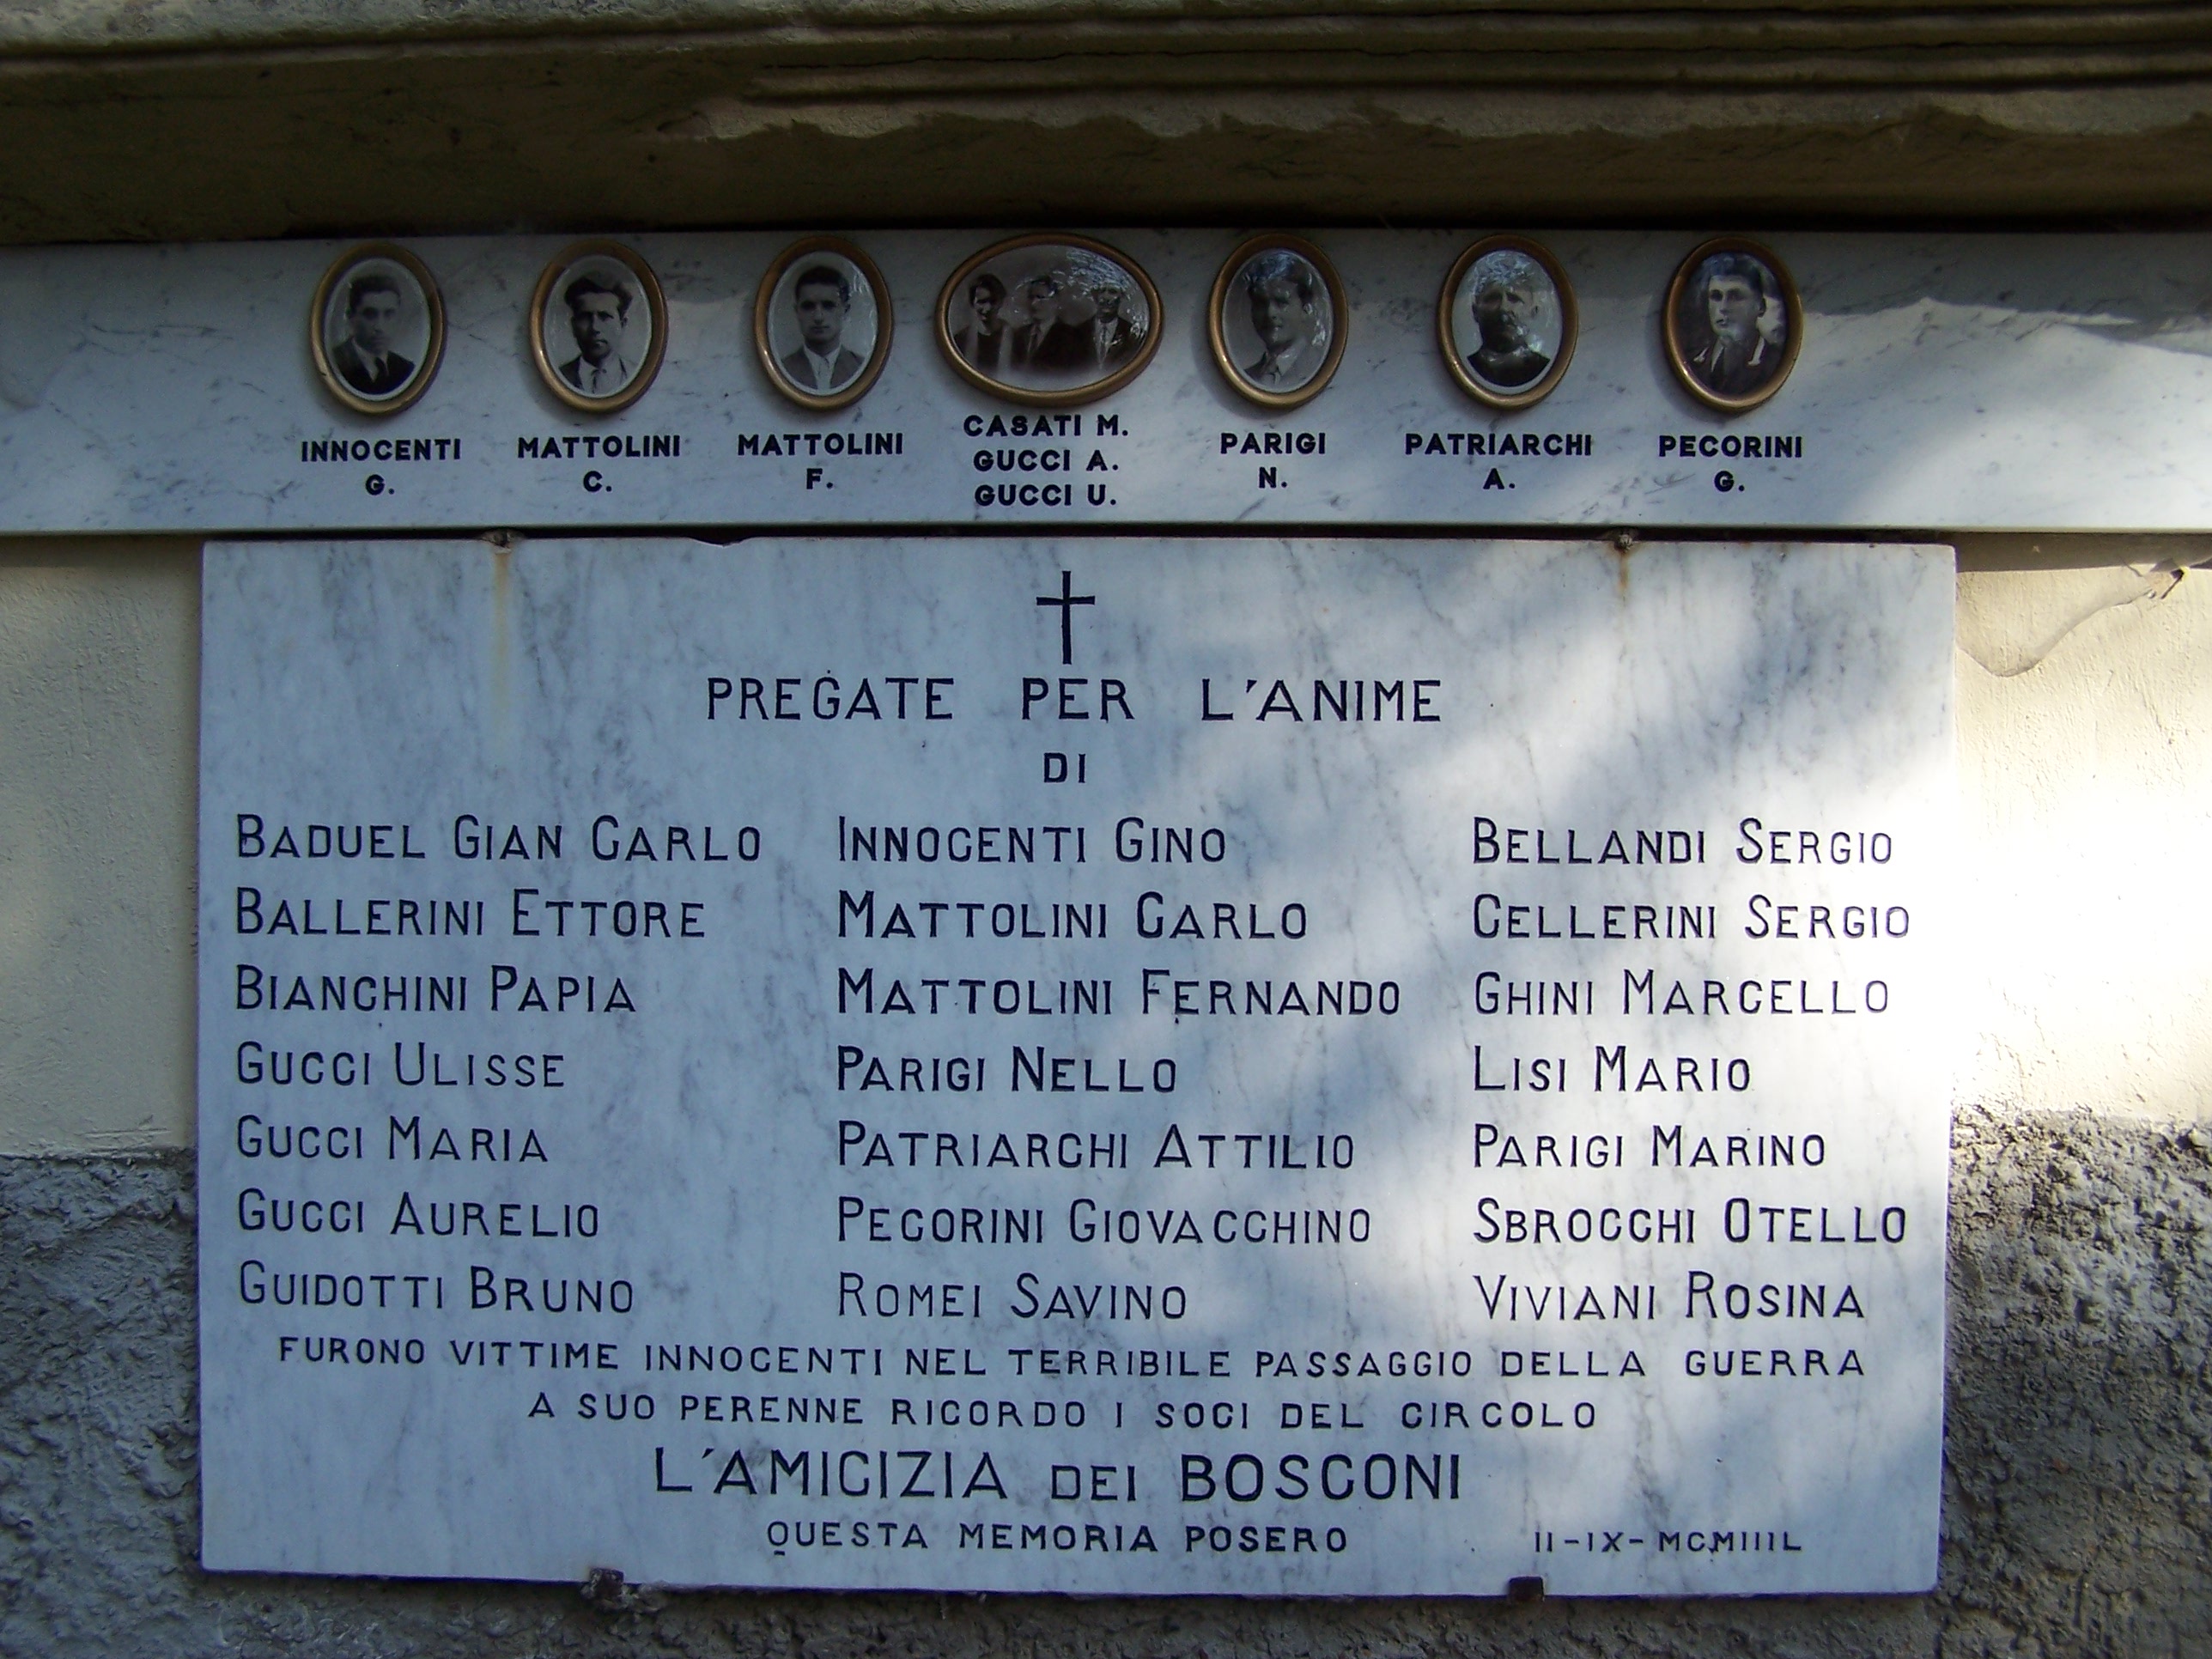 INNOCENTI
G.
MATTOLINI
C.
MATTOLINI
F.
CASATI M.
GUCCI A.
GUCCI U.
PARIGI
N.
PATRIARCHI
A.
PECORINI
G.
PREGATE PER L'ANIME
DI
BADUEL GIAN CARLO
BALLERINI ETTORE
BIANCHINI PAPIA
GUCCI ULISSE
GUCCI MARIA
GUCCI AURELIO
GUIDOTTI BRUNO
INNOCENTI GINO
MATTOLINI CARLO
MATTOLINI FERNANDO
PARIGI NELLO
PATRIARCHI ATTILIO
PECORINI GIOVACCHINO
ROMEI SAVINO
BELLANDI SERGIO
CELLERINI SERGIO
GHINI MARCELLO
LISI MARIO
PARIGI MARINO
SBROCCHI OTELLO
VIVIANI ROSINA
FURONO VITTIME INNOCENTI NEL TERRIBILE PASSAGGIO DELLA GUERRA
A SUO PERENNE RICORDO I SOCI DEL CIRCOLO
L'AMICIZIA DEI BOSCONI
QUESTA MEMORIA POSERO II-IX-MCMIIIL